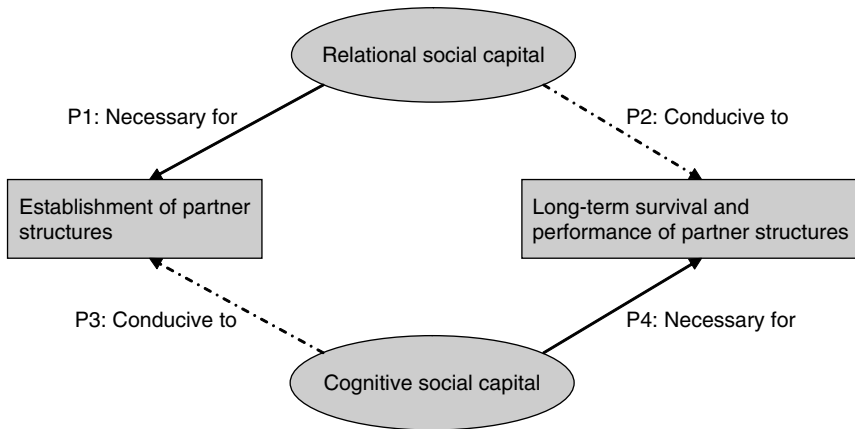 Relational social capital
P1: Necessary for
P2: Conducive to
Establishment of partner
structures
Long-term survival and
performance of partner structures
P3: Conducive to
P4: Necessary for
Cognitive social capital